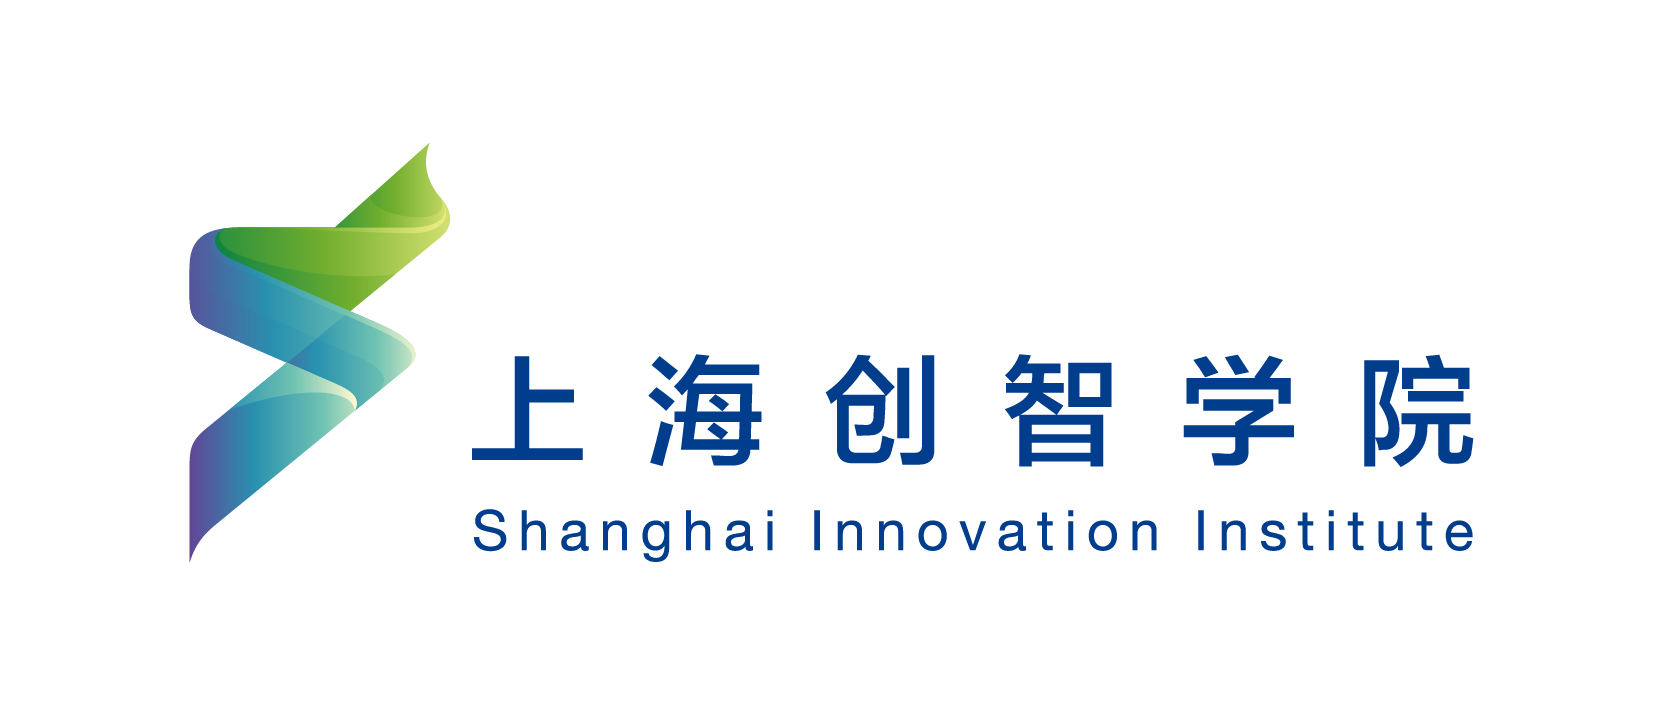 上海创智学院
Shanghai Innovation Institute